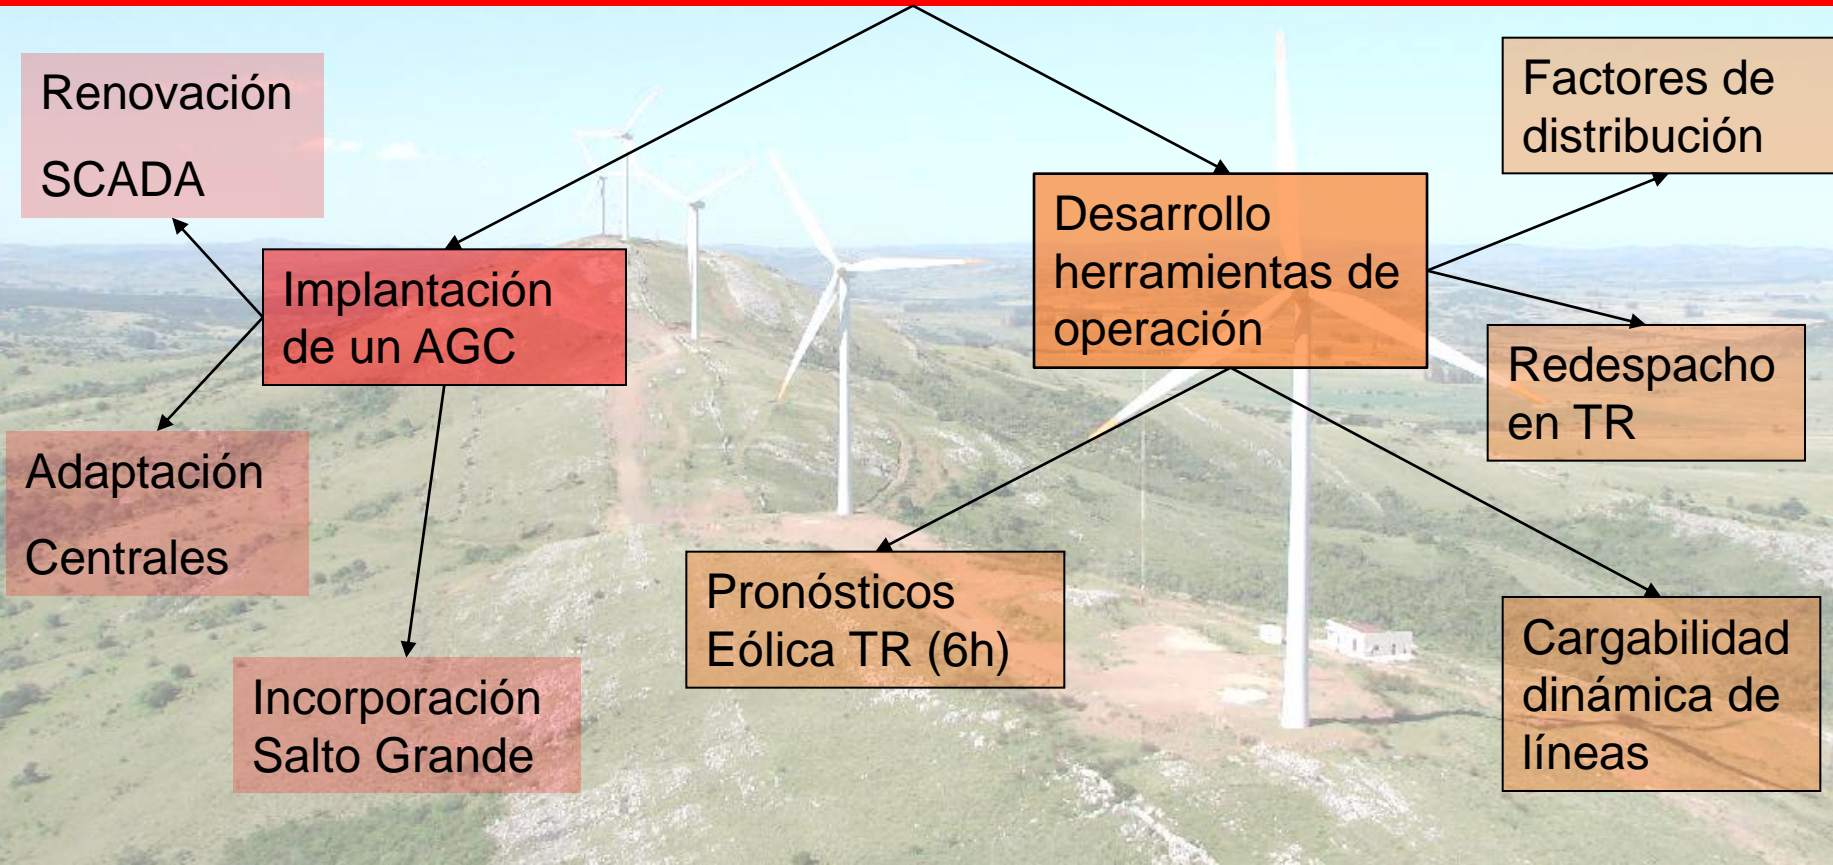 Renovación
SCADA
Implantación
de un AGC
Adaptación
Centrales
Incorporación
Salto Grande
Desarrollo
herramientas de
operación
Factores de
distribución
Redespacho
en TR
Pronósticos
Eólica TR (6h)
Cargabilidad
dinámica de
líneas